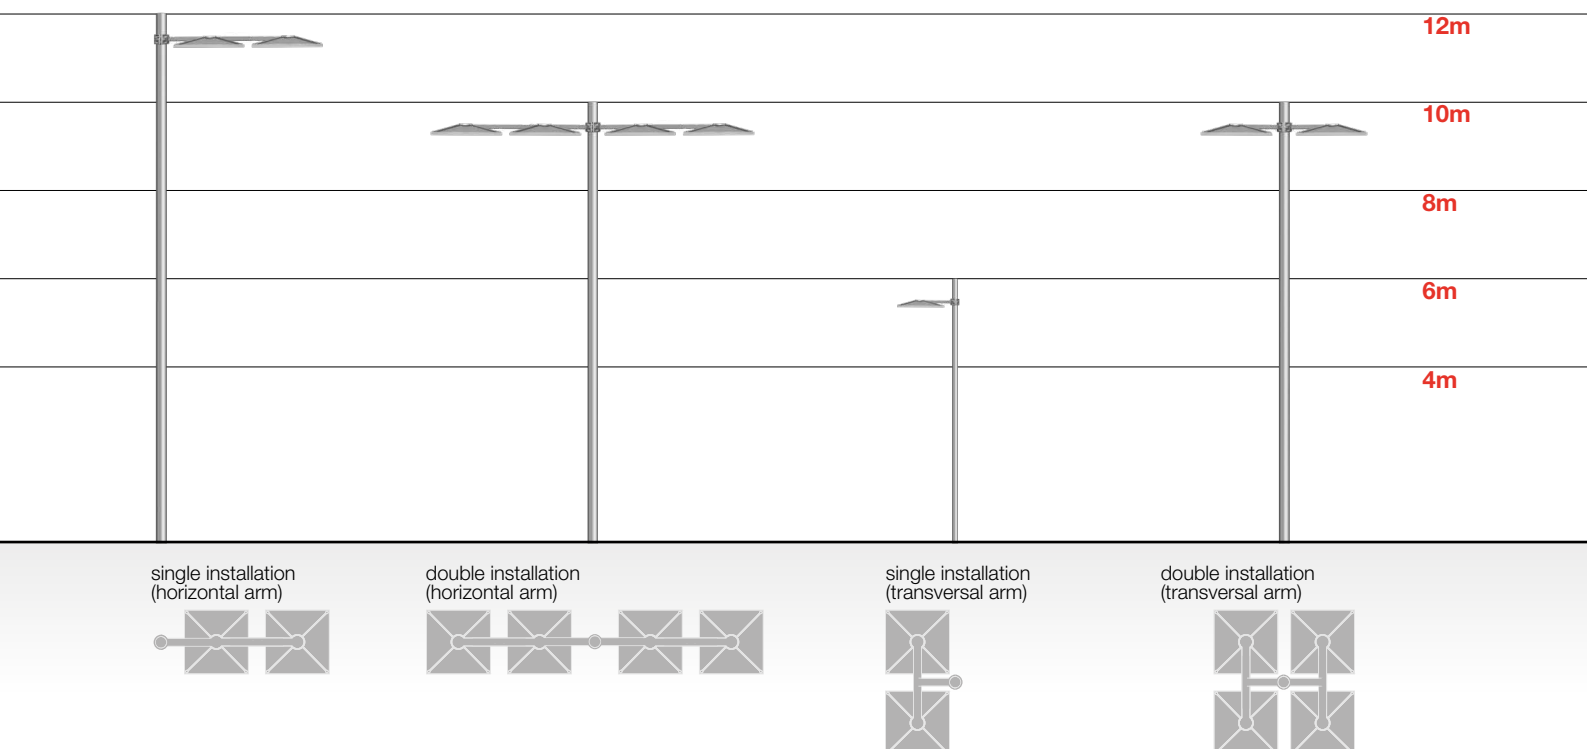 12m
10m
8m
6m
4m
single installation
(horizontal arm)
double installation
(horizontal arm)
single installation
(transversal arm)
double installation
(transversal arm)